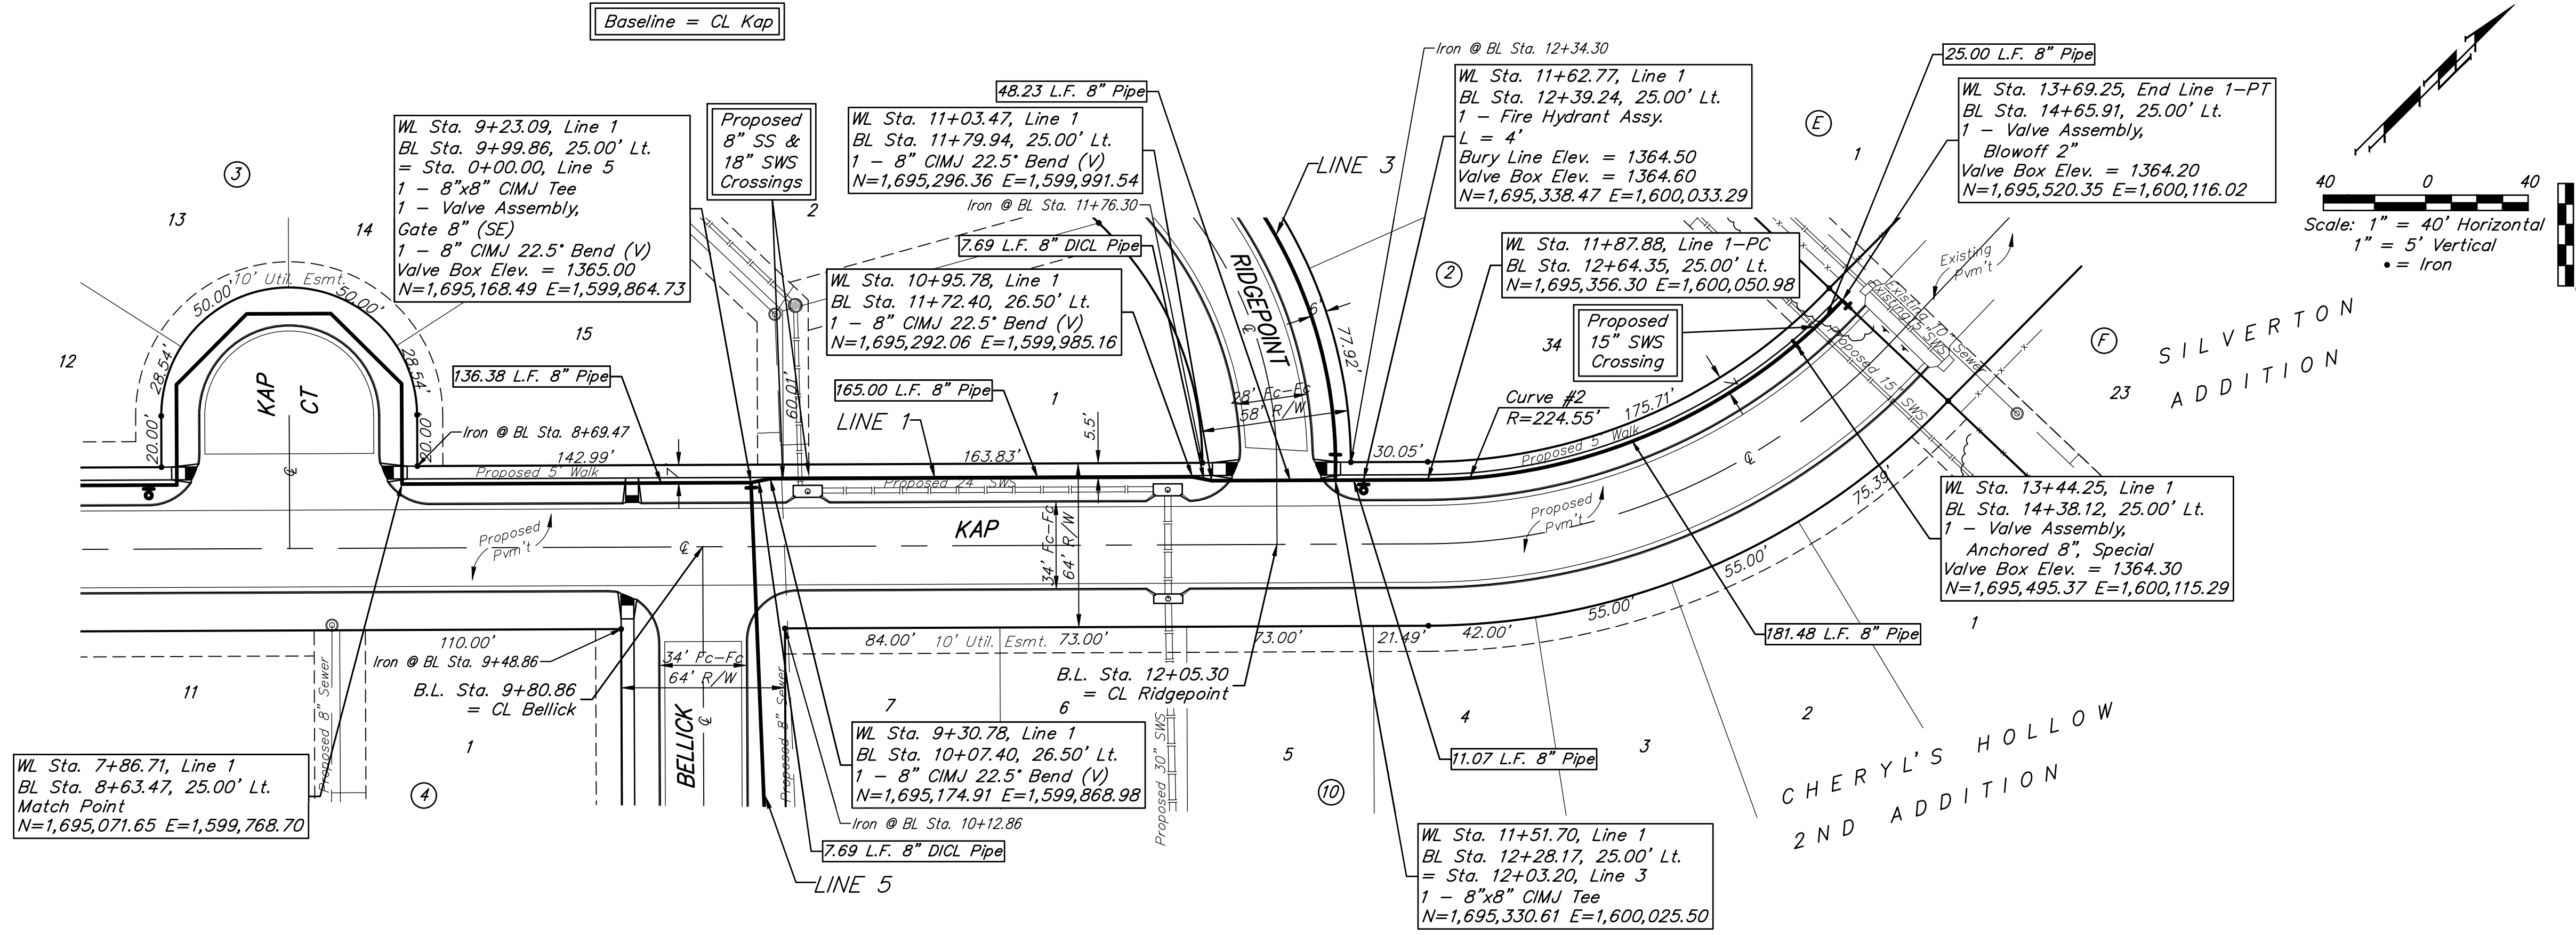 Baseline = CL Kap
Iron @ BL Sta. 12+34.30
25.00 L.F. 8" Pipe
48.23 L.F. 8" Pipe
WL Sta. 9+23.09, Line 1
BL Sta. 9+99.86, 25.00' Lt.
= Sta. 0+00.00, Line 5
1 - 8"x8" CIMJ Tee
1 - Valve Assembly,
Gate 8" (SE)
1 - 8" CIMJ 22.5° Bend (V)
Valve Box Elev. = 1365.00
N=1,695,168.49 E=1,599,864.73
Proposed
8" SS &
18" SWS
Crossings
WL Sta. 11+03.47, Line 1
BL Sta. 11+79.94, 25.00' Lt.
1 - 8" CIMJ 22.5° Bend (V)
N=1,695,296.36 E=1,599,991.54
Iron @ BL Sta. 11+76.30
7.69 L.F. 8" DICL Pipe
WL Sta. 10+95.78, Line 1
BL Sta. 11+72.40, 26.50' Lt.
1 - 8" CIMJ 22.5° Bend (V)
N=1,695,292.06 E=1,599,985.16
LINE 3
WL Sta. 11+62.77, Line 1
BL Sta. 12+39.24, 25.00' Lt.
1 - Fire Hydrant Assy.
L = 4'
Bury Line Elev. = 1364.50
Valve Box Elev. = 1364.60
N=1,695,338.47 E=1,600,033.29
WL Sta. 11+87.88, Line 1-PC
BL Sta. 12+64.35, 25.00' Lt.
N=1,695,356.30 E=1,600,050.98
WL Sta. 13+69.25, End Line 1-PT
BL Sta. 14+65.91, 25.00' Lt.
1 - Valve Assembly,
Blowoff 2"
Valve Box Elev. = 1364.20
N=1,695,520.35 E=1,600,116.02
40 0 40
Scale: 1" = 40' Horizontal
1" = 5' Vertical
• = Iron
E
1
3
13
14
2
2
15
12
10' Util. Esmt.
50.00'
50.00'
28.54'
28.54'
20.00'
20.00'
KAP
CT
RIDGEPOINT
6'
77.92'
28' Fc-Fc
58' R/W
Existing
Pvm't
Existing 10" Sewer
Existing 15" SWS
Proposed 15" SWS
Proposed
15" SWS
Crossing
34
F
23
SILVERTON
ADDITION
136.38 L.F. 8" Pipe
165.00 L.F. 8" Pipe
LINE 1
1
60.01'
5.5'
Iron @ BL Sta. 8+69.47
142.99'
Proposed 5' Walk
7'
163.83'
Proposed 24" SWS
30.05'
Curve #2
R=224.55'
175.71'
Proposed 5' Walk
7'
Proposed
Pvm't
KAP
34' Fc-Fc
64' R/W
Proposed
Pvm't
75.39'
55.00'
55.00'
42.00'
21.49'
WL Sta. 13+44.25, Line 1
BL Sta. 14+38.12, 25.00' Lt.
1 - Valve Assembly,
Anchored 8", Special
Valve Box Elev. = 1364.30
N=1,695,495.37 E=1,600,115.29
1
181.48 L.F. 8" Pipe
110.00'
Iron @ BL Sta. 9+48.86
B.L. Sta. 9+80.86
= CL Bellick
34' Fc-Fc
64' R/W
BELLICK
84.00'
10' Util. Esmt.
73.00'
73.00'
B.L. Sta. 12+05.30
= CL Ridgepoint
Proposed 8" Sewer
Proposed 8" Sewer
Proposed 30" SWS
11
1
4
7
6
5
10
4
3
2
WL Sta. 7+86.71, Line 1
BL Sta. 8+63.47, 25.00' Lt.
Match Point
N=1,695,071.65 E=1,599,768.70
WL Sta. 9+30.78, Line 1
BL Sta. 10+07.40, 26.50' Lt.
1 - 8" CIMJ 22.5° Bend (V)
N=1,695,174.91 E=1,599,868.98
Iron @ BL Sta. 10+12.86
7.69 L.F. 8" DICL Pipe
LINE 5
11.07 L.F. 8" Pipe
WL Sta. 11+51.70, Line 1
BL Sta. 12+28.17, 25.00' Lt.
= Sta. 12+03.20, Line 3
1 - 8"x8" CIMJ Tee
N=1,695,330.61 E=1,600,025.50
CHERYL'S HOLLOW
2ND ADDITION